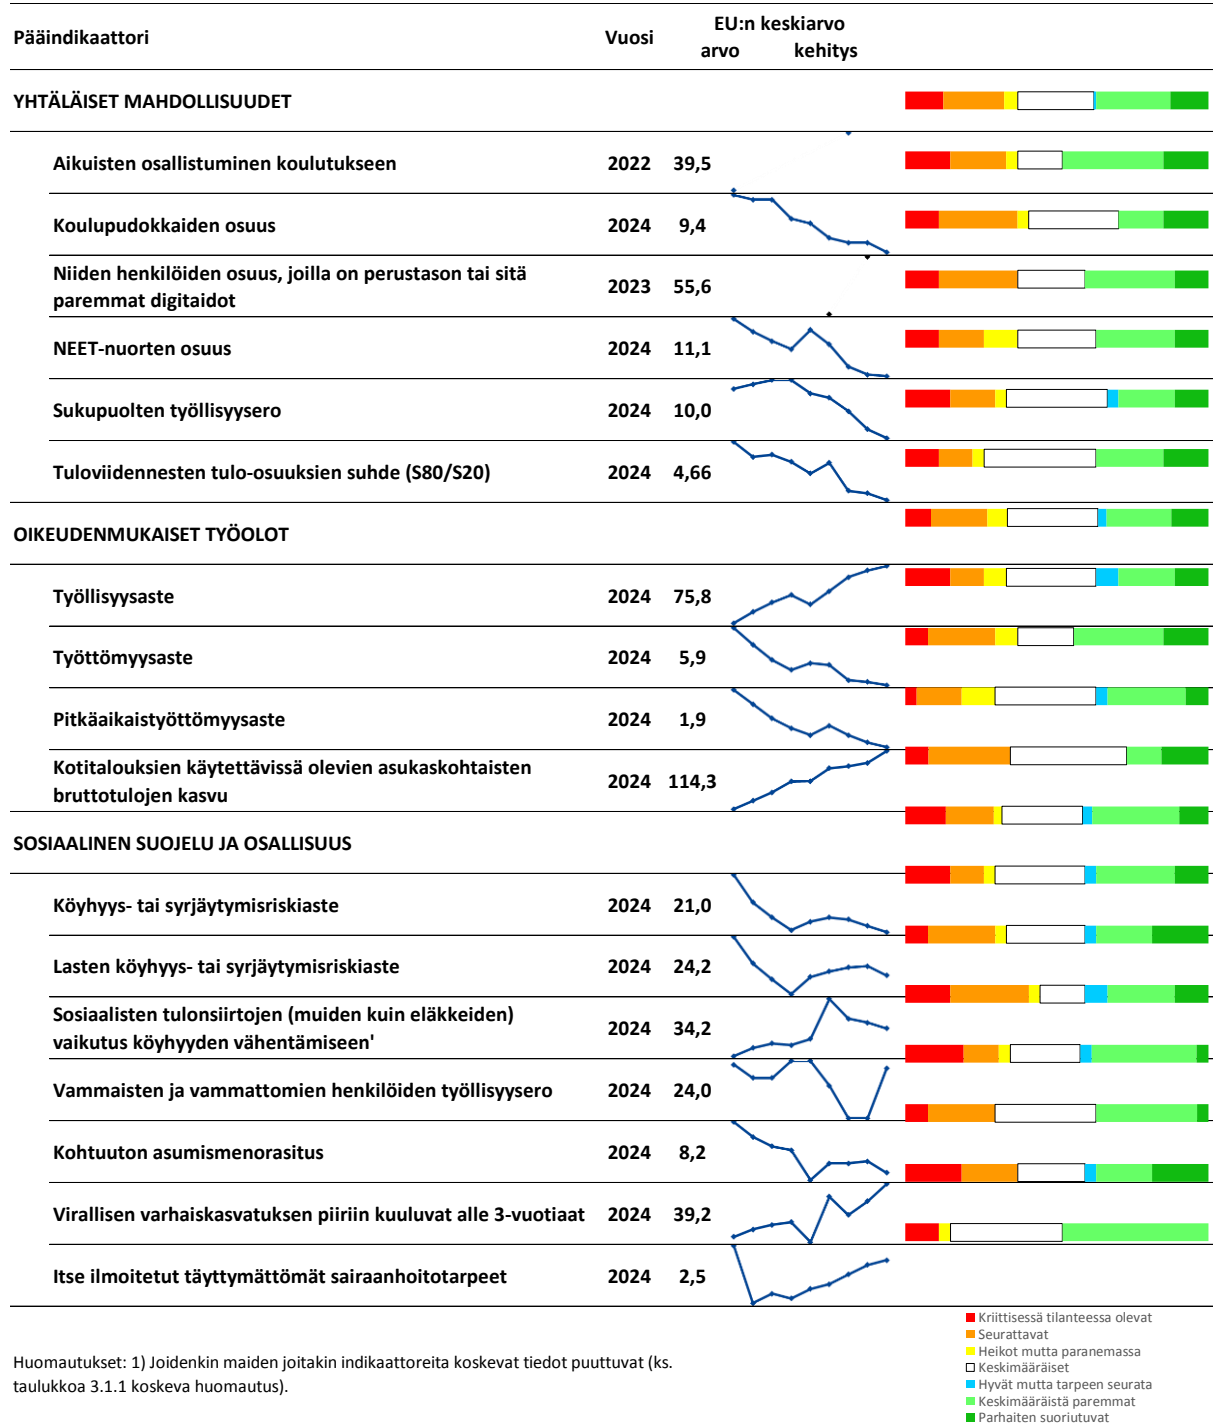 Pääindikaattori Vuosi EU:n keskiarvo
arvo kehitys
YHTÄLÄISET MAHDOLLISUUDET
Aikuisten osallistuminen koulutukseen 2022 39,5
Koulupudokkaiden osuus 2024 9,4
Niiden henkilöiden osuus, joilla on perustason tai sitä
paremmat digitaidot 2023 55,6
NEET-nuorten osuus 2024 11,1
Sukupuolten työllisyysero 2024 10,0
Tuloviidennesten tulo-osuuksien suhde (S80/S20) 2024 4,66
OIKEUDENMUKAISET TYÖOLOT
Työllisyysaste 2024 75,8
Työttömyysaste 2024 5,9
Pitkäaikaistyöttömyysaste 2024 1,9
Kotitalouksien käytettävissä olevien asukaskohtaisten
bruttotulojen kasvu 2024 114,3
SOSIAALINEN SUOJELU JA OSALLISUUS
Köyhyys- tai syrjäytymisriskiaste 2024 21,0
Lasten köyhyys- tai syrjäytymisriskiaste 2024 24,2
Sosiaalisten tulonsiirtojen (muiden kuin eläkkeiden)
vaikutus köyhyyden vähentämiseen' 2024 34,2
Vammaisten ja vammattomien henkilöiden työllisyysero 2024 24,0
Kohtuuton asumismenorasitus 2024 8,2
Virallisen varhaiskasvatuksen piiriin kuuluvat alle 3-vuotiaat 2024 39,2
Itse ilmoitetut täyttymättömät sairaanhoitotarpeet 2024 2,5
Kriittisessä tilanteessa olevat
Seurattavat
Heikot mutta paranemassa
Keskimääräiset
Hyvät mutta tarpeen seurata
Keskimääräistä paremmat
Parhaiten suoriutuvat
Huomautukset: 1) Joidenkin maiden joitakin indikaattoreita koskevat tiedot puuttuvat (ks.
taulukkoa 3.1.1 koskeva huomautus).